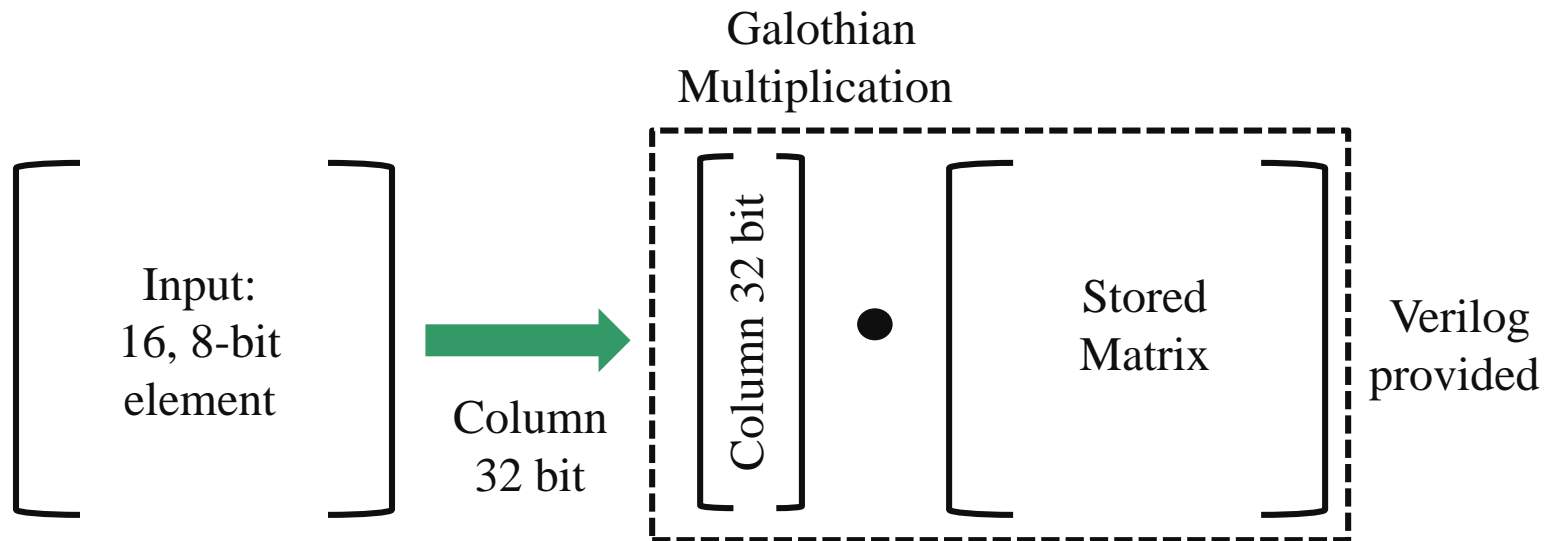 Galothian
Multiplication
Input:
16, 8-bit
element
Column
32 bit
Column 32 bit
Stored
Matrix
Verilog
provided